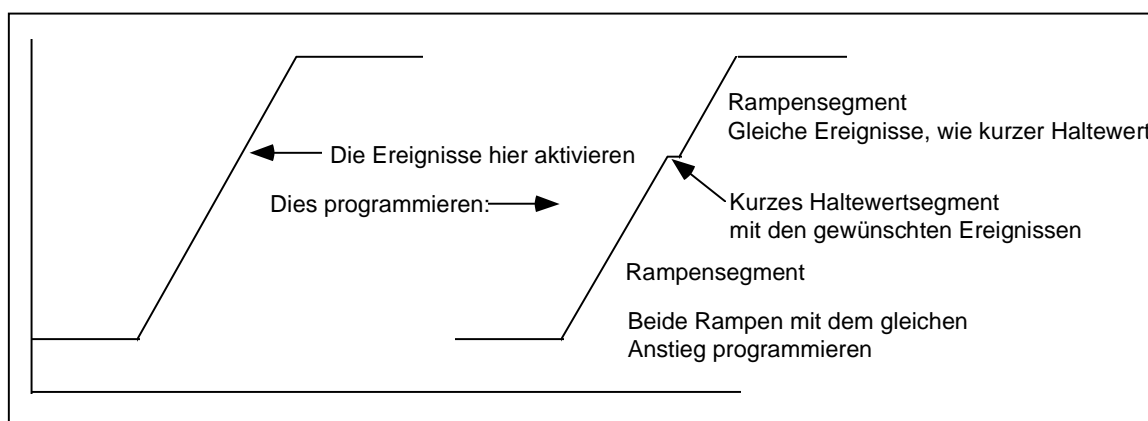 Rampensegment
Gleiche Ereignisse, wie kurzer Haltewert
Die Ereignisse hier aktivieren
Dies programmieren:
Kurzes Haltewertsegment
mit den gewünschten Ereignissen
Rampensegment
Beide Rampen mit dem gleichen
Anstieg programmieren